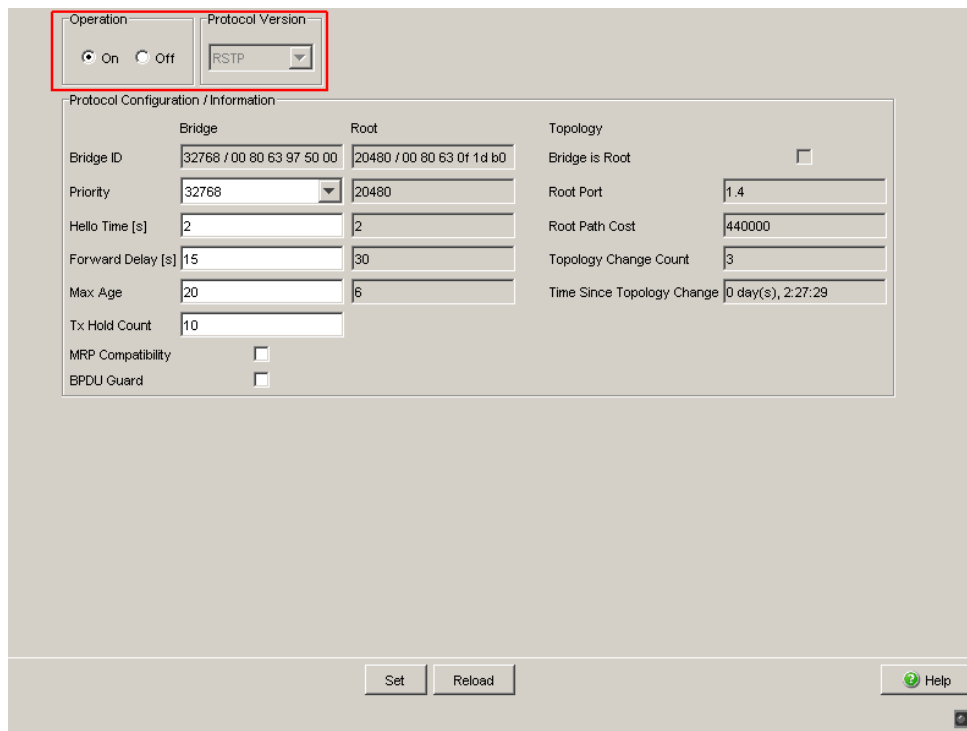 Operation Protocol Version
On Off RSTP
Protocol Configuration / Information
Bridge Root Topology
Bridge ID 32768 / 00 80 63 97 50 00 20480 / 00 80 63 0f 1d b0 Bridge is Root
Priority 32768 20480 Root Port 1.4
Hello Time [s] 2 2 Root Path Cost 440000
Forward Delay [s] 15 30 Topology Change Count 3
Max Age 20 6 Time Since Topology Change 0 day(s), 2:27:29
Tx Hold Count 10
MRP Compatibility
BPDU Guard
Set Reload Help